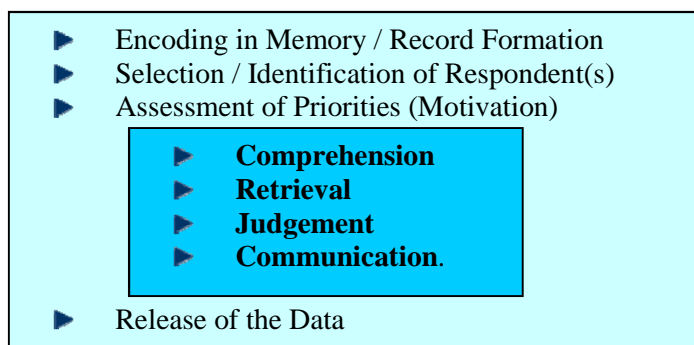 Encoding in Memory / Record Formation
Selection / Identification of Respondent(s)
Assessment of Priorities (Motivation)
Comprehension
Retrieval
Judgement
Communication.
Release of the Data